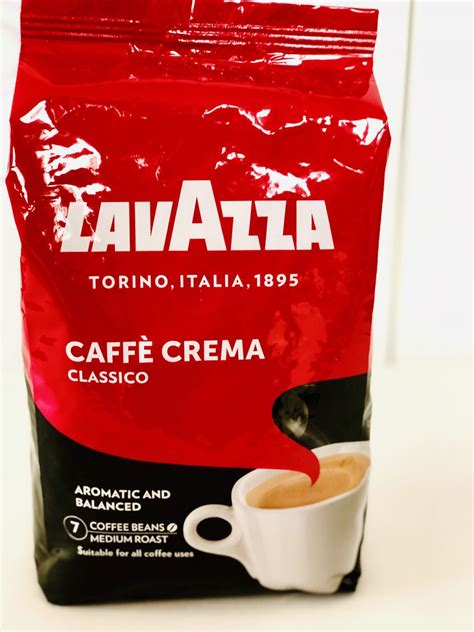 LAVAZZA
TORINO, ITALIA, 1895
CAFFÈ CREMA
CLASSICO
AROMATIC AND
BALANCED
7 COFFEE BEANS
MEDIUM ROAST
Suitable for all coffee uses